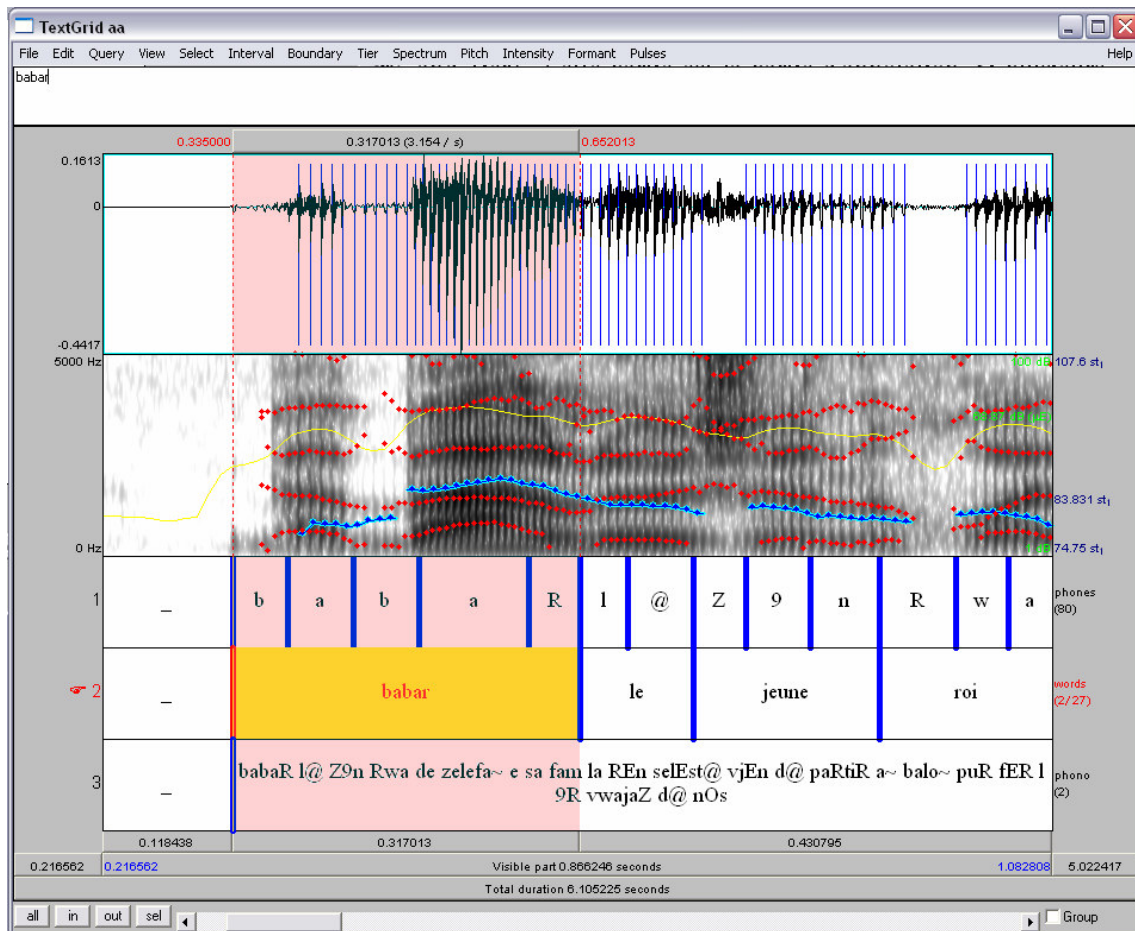 TextGrid aa
File Edit Query View Select Interval Boundary Tier Spectrum Pitch Intensity Formant Pulses Help
babar
0.335000 0.317013 (3.154 / s) 0.652013
0.1613
0
-0.4417
5000 Hz 100 dB 107.6 st₁
83.831 st₁
0 Hz 74.75 st₁
1 _ b a b a R l @ Z 9 n R w a phones
(80)
2 _ babar le jeune roi words
(2/27)
3 _ babaR l@ Z9n Rwa de zelefa~ e sa fam la REn selEst@ vjEn d@ paRtiR a~ balo~ puR fER l
9R vwajaZ d@ nOs phono
(2)
0.118438 0.317013 0.430795
0.216562 0.216562 Visible part 0.866246 seconds 1.082808 5.022417
Total duration 6.105225 seconds
all in out sel Group